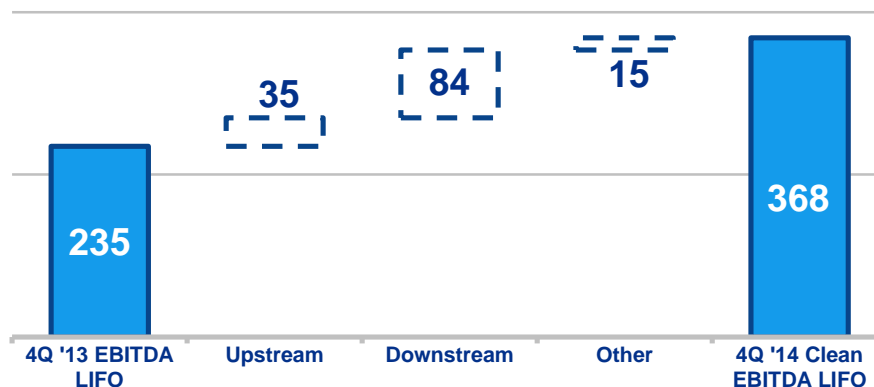 35
84
15
235
368
4Q '13 EBITDA
LIFO
Upstream
Downstream
Other
4Q '14 Clean
EBITDA LIFO